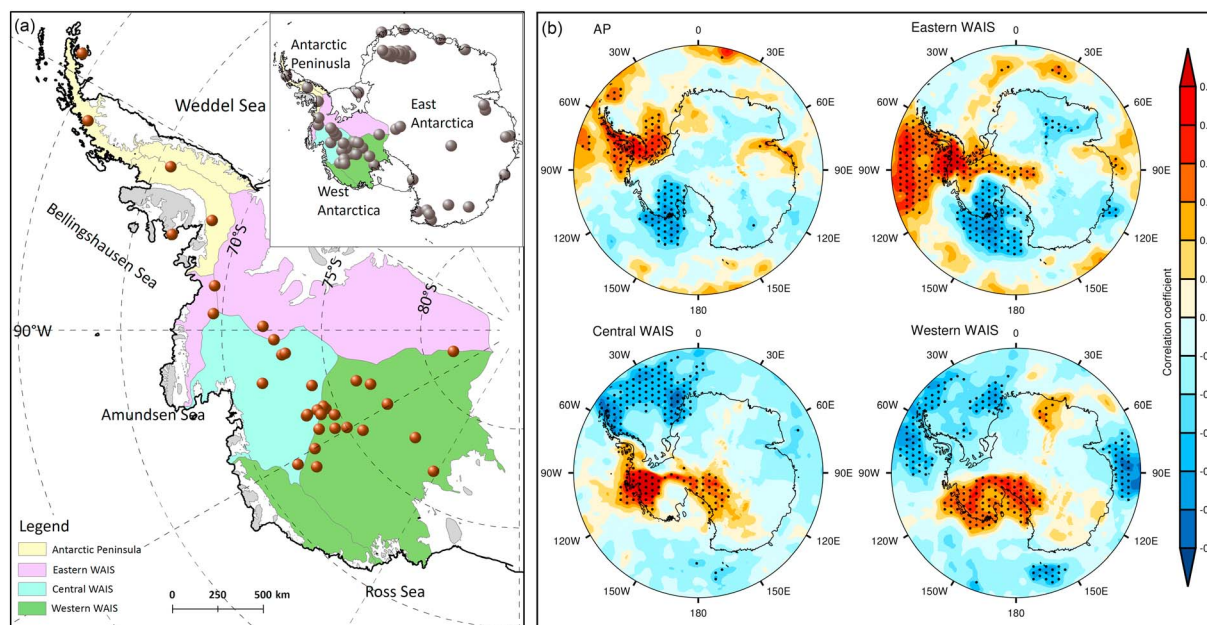 (a)
Antarctic
Peninusla
East
Antarctica
West
Antarctica
Weddel Sea
Bellingshausen Sea
70°S
75°S
80°S
90°W
Amundsen Sea
Ross Sea
Legend
Antarctic Peninsula
Eastern WAIS
Central WAIS
Western WAIS
0 250 500 km
(b)
AP
0
30W
30E
60W
60E
90W
90E
120W
120E
150W
150E
180
Eastern WAIS
0
30W
30E
60W
60E
90W
90E
120W
120E
150W
150E
180
Central WAIS
0
30W
30E
60W
60E
90W
90E
120W
120E
150W
150E
180
Western WAIS
0
30W
30E
60W
60E
90W
90E
120W
120E
150W
150E
180
Correlation coefficient